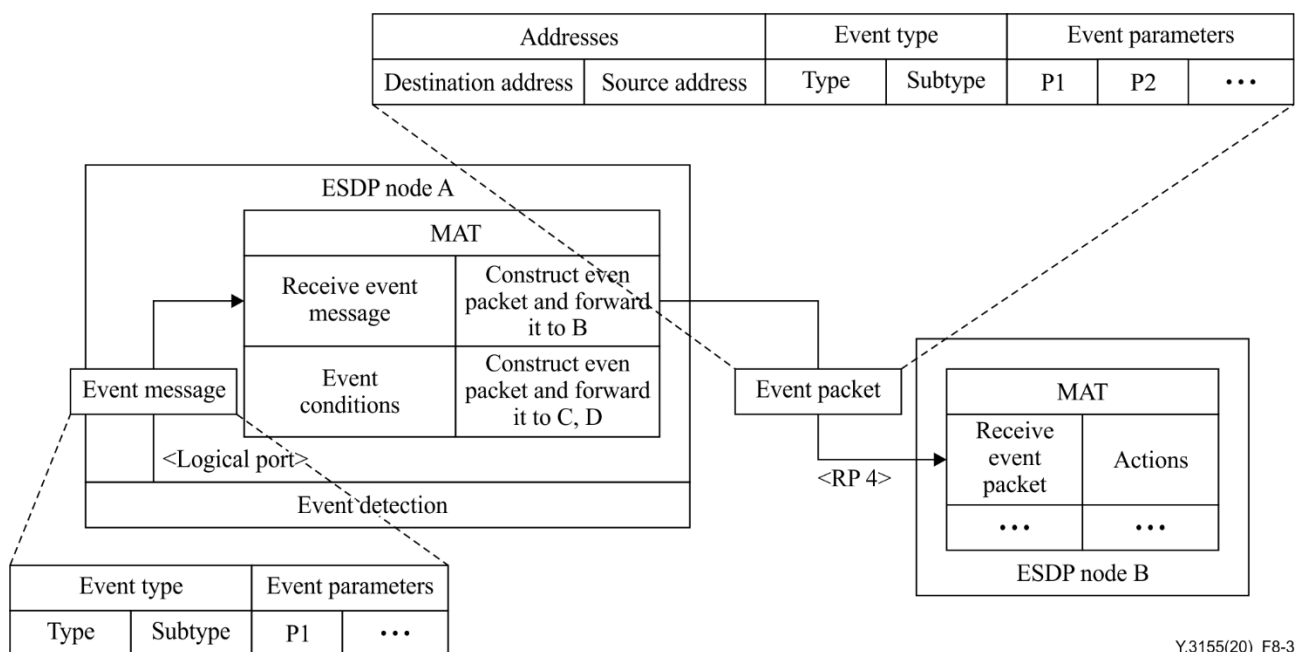 Addresses Event type Event parameters
Destination address Source address Type Subtype P1 P2 •••
ESDP node A
MAT
Receive event
message
Construct even
packet and forward
it to B
Event
conditions
Construct even
packet and forward
it to C, D
Event message
<Logical port>
Event detection
Event type Event parameters
Type Subtype P1 •••
Event packet
<RP 4>
MAT
Receive
event
packet
Actions
••• •••
ESDP node B
Y.3155(20)_F8-3